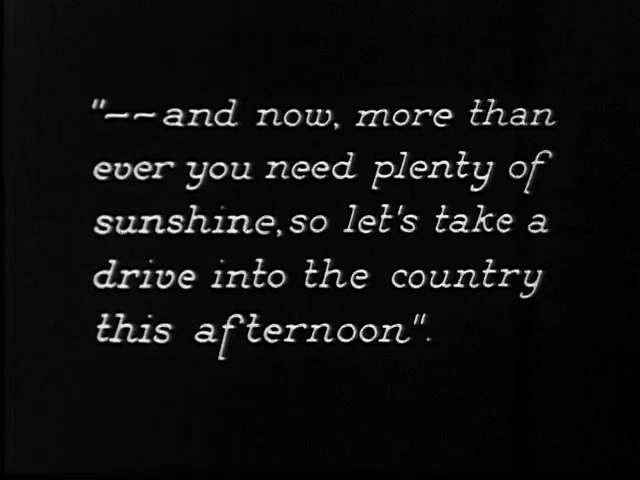 "--and now, more than
ever you need plenty of
sunshine, so let's take a
drive into the country
this afternoon".